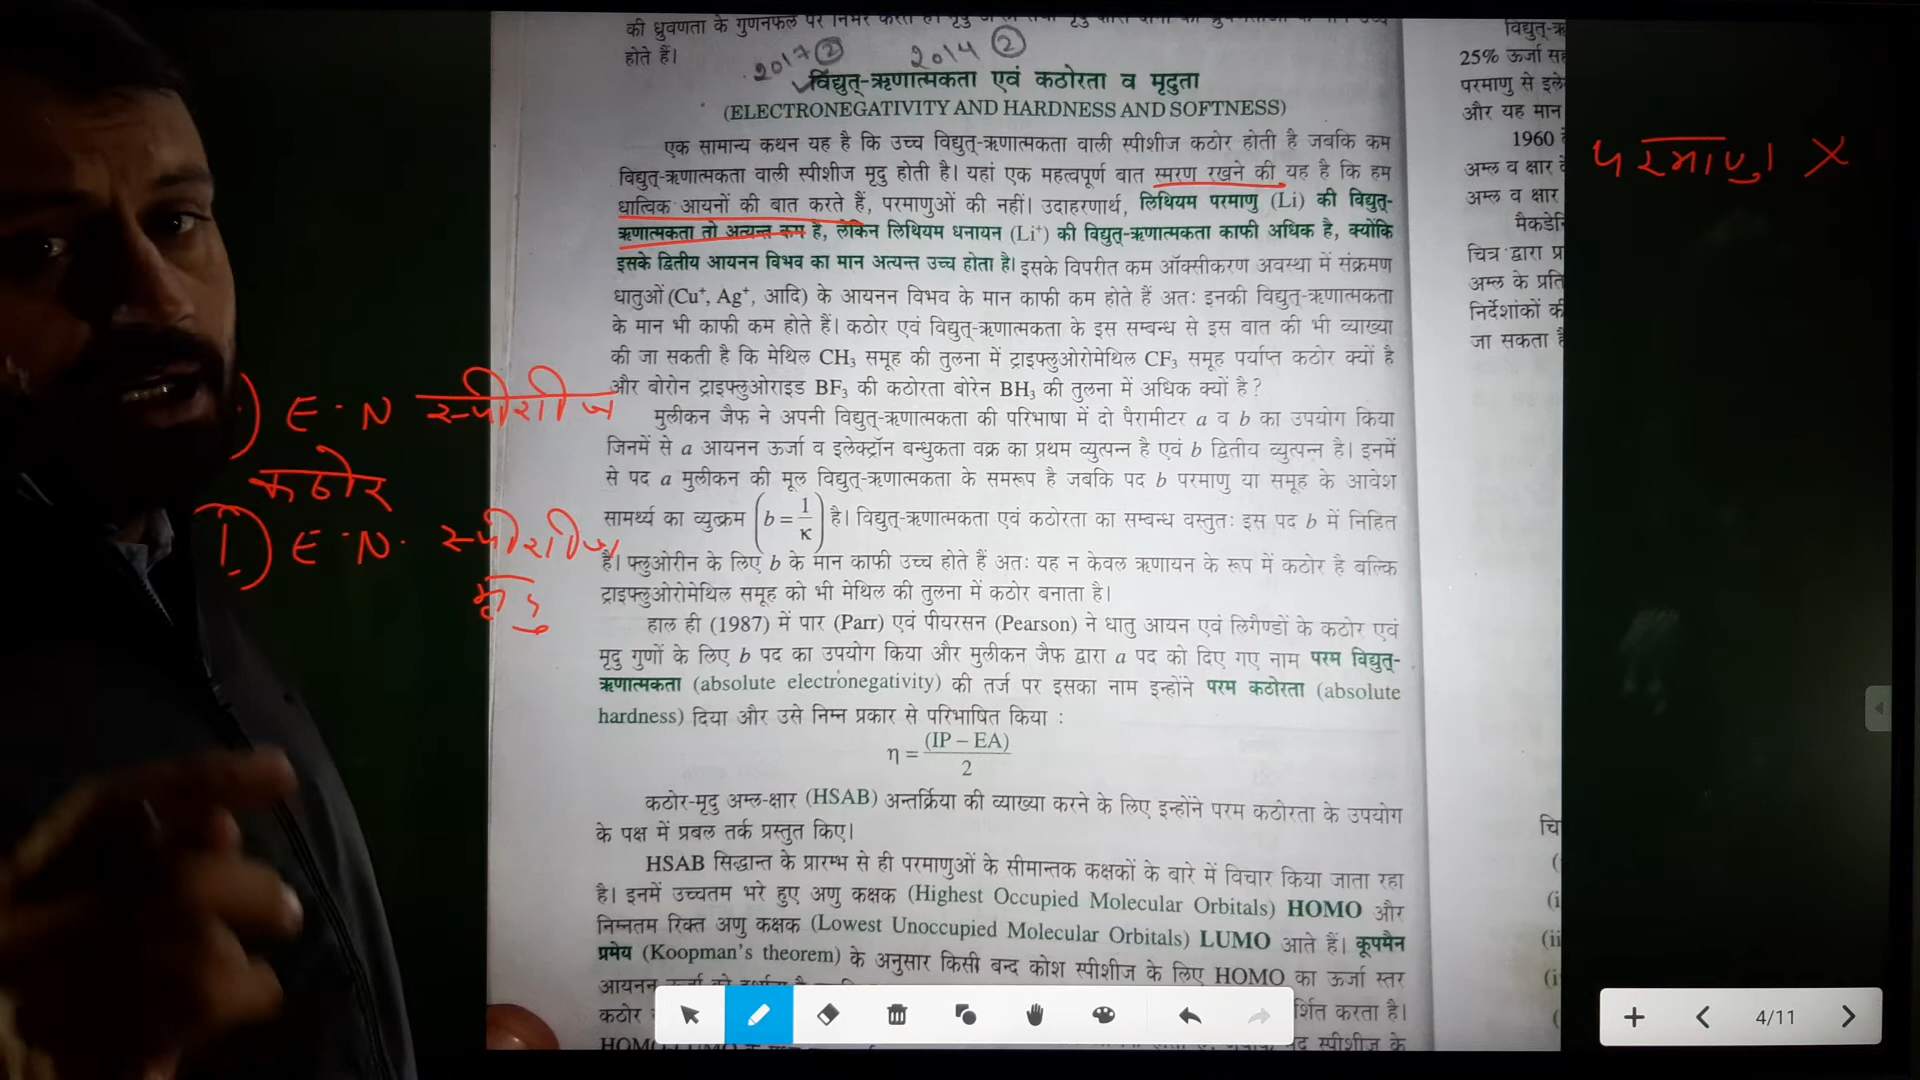 की ध्रुवणता के गुणनफल पर निर्भर करता है।
होते हैं।
2017 ② 2014 ②
विद्युत्-ऋणात्मकता एवं कठोरता व मृदुता
(ELECTRONEGATIVITY AND HARDNESS AND SOFTNESS)
एक सामान्य कथन यह है कि उच्च विद्युत्-ऋणात्मकता वाली स्पीशीज कठोर होती है जबकि कम
विद्युत्-ऋणात्मकता वाली स्पीशीज मृदु होती है। यहां एक महत्वपूर्ण बात स्मरण रखने की यह है कि हम
धात्विक आयनों की बात करते हैं, परमाणुओं की नहीं। उदाहरणार्थ, लिथियम परमाणु (Li) की विद्युत्-
ऋणात्मकता तो अत्यन्त कम है, लेकिन लिथियम धनायन (Li⁺) की विद्युत्-ऋणात्मकता काफी अधिक है, क्योंकि
इसके द्वितीय आयनन विभव का मान अत्यन्त उच्च होता है। इसके विपरीत कम ऑक्सीकरण अवस्था में संक्रमण
धातुओं (Cu⁺, Ag⁺, आदि) के आयनन विभव के मान काफी कम होते हैं अतः इनकी विद्युत्-ऋणात्मकता
के मान भी काफी कम होते हैं। कठोर एवं विद्युत्-ऋणात्मकता के इस सम्बन्ध से इस बात की भी व्याख्या
की जा सकती है कि मेथिल CH₃ समूह की तुलना में ट्राइफ्लुओरोमेथिल CF₃ समूह पर्याप्त कठोर क्यों है
और बोरोन ट्राइफ्लुओराइड BF₃ की कठोरता बोरेन BH₃ की तुलना में अधिक क्यों है?
मुलीकन जैफ ने अपनी विद्युत्-ऋणात्मकता की परिभाषा में दो पैरामीटर a व b का उपयोग किया
जिनमें से a आयनन ऊर्जा व इलेक्ट्रॉन बन्धुकता वक्र का प्रथम व्युत्पन्न है एवं b द्वितीय व्युत्पन्न है। इनमें
से पद a मुलीकन की मूल विद्युत्-ऋणात्मकता के समरूप है जबकि पद b परमाणु या समूह के आवेश
सामर्थ्य का व्युत्क्रम (b = 1/κ) है। विद्युत्-ऋणात्मकता एवं कठोरता का सम्बन्ध वस्तुतः इस पद b में निहित
है। फ्लुओरीन के लिए b के मान काफी उच्च होते हैं अतः यह न केवल ऋणायन के रूप में कठोर है बल्कि
ट्राइफ्लुओरोमेथिल समूह को भी मेथिल की तुलना में कठोर बनाता है।
हाल ही (1987) में पार (Parr) एवं पीयरसन (Pearson) ने धातु आयन एवं लिगैण्डों के कठोर एवं
मृदु गुणों के लिए b पद का उपयोग किया और मुलीकन जैफ द्वारा a पद को दिए गए नाम परम विद्युत्-
ऋणात्मकता (absolute electronegativity) की तर्ज पर इसका नाम इन्होंने परम कठोरता (absolute
hardness) दिया और उसे निम्न प्रकार से परिभाषित किया :
η = (IP – EA)/2
कठोर-मृदु अम्ल-क्षार (HSAB) अन्तर्क्रिया की व्याख्या करने के लिए इन्होंने परम कठोरता के उपयोग
के पक्ष में प्रबल तर्क प्रस्तुत किए।
HSAB सिद्धान्त के प्रारम्भ से ही परमाणुओं के सीमान्तक कक्षकों के बारे में विचार किया जाता रहा
है। इनमें उच्चतम भरे हुए अणु कक्षक (Highest Occupied Molecular Orbitals) HOMO और
निम्नतम रिक्त अणु कक्षक (Lowest Unoccupied Molecular Orbitals) LUMO आते हैं। कूपमैन
प्रमेय (Koopman's theorem) के अनुसार किसी बन्द कोश स्पीशीज के लिए HOMO का ऊर्जा स्तर
आयनन
कठोर
र्शित करता है।
स्पीशीज के
E·N स्पीशीज
कठोर
E·N· स्पीशीज
मृदु
विद्युत्-ऋ
25% ऊर्जा सह
परमाणु से इले
और यह मान
1960
अम्ल व क्षार
अम्ल व क्षार
मैकडे
चित्र द्वारा प्र
अम्ल के प्रति
निर्देशांकों की
जा सकता है
चि
(i
(ii
(i
परमाणु X
4/11